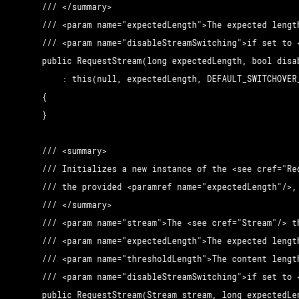 /// </summary>
/// <param name="expectedLength">The expected length
/// <param name="disableStreamSwitching">if set to <
public RequestStream(long expectedLength, bool disab
: this(null, expectedLength, DEFAULT_SWITCHOVER_
{
}
/// <summary>
/// Initializes a new instance of the <see cref="Req
/// the provided <paramref name="expectedLength"/>,
/// </summary>
/// <param name="stream">The <see cref="Stream"/> th
/// <param name="expectedLength">The expected length
/// <param name="thresholdLength">The content length
/// <param name="disableStreamSwitching">if set to <
public RequestStream(Stream stream, long expectedLen